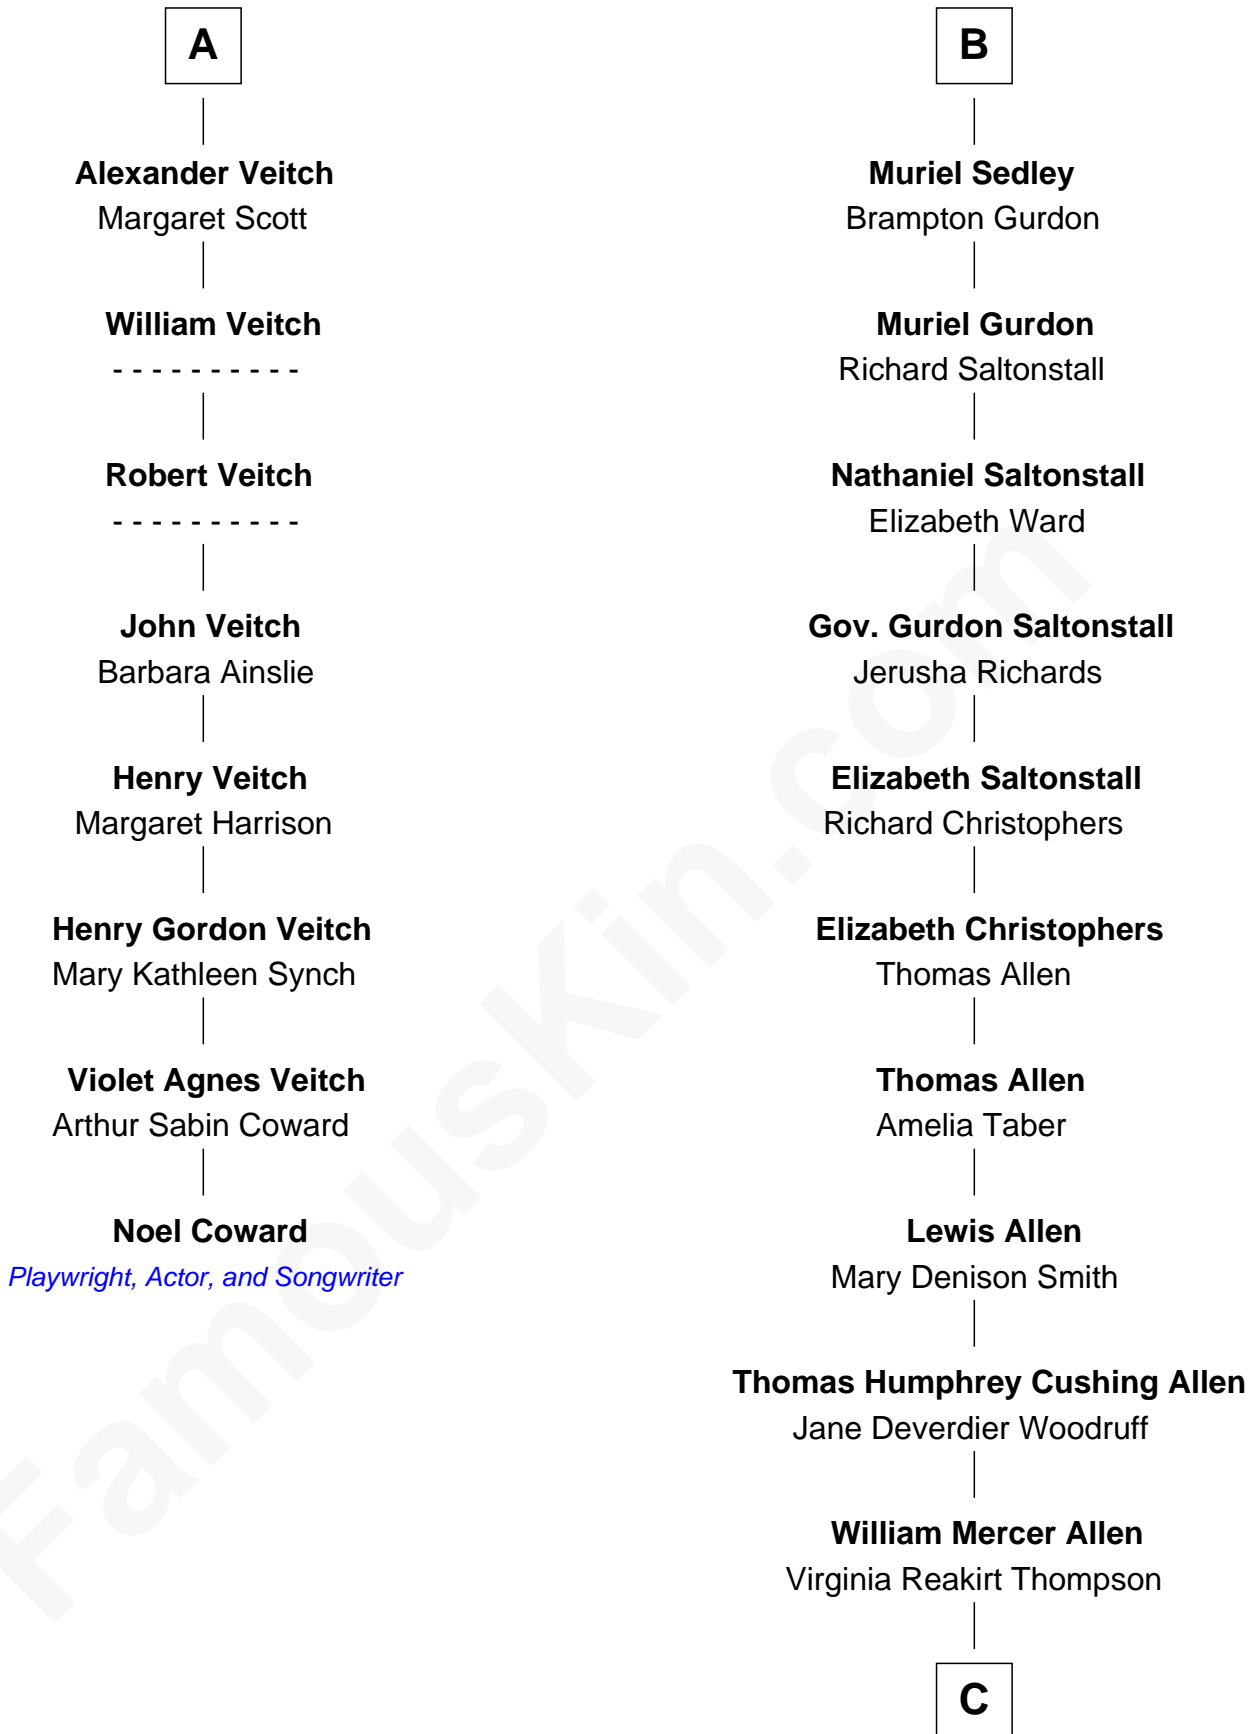 A
Alexander Veitch
Margaret Scott
William Veitch
- - - - - - - - - -
Robert Veitch
- - - - - - - - - -
John Veitch
Barbara Ainslie
Henry Veitch
Margaret Harrison
Henry Gordon Veitch
Mary Kathleen Synch
Violet Agnes Veitch
Arthur Sabin Coward
Noel Coward
Playwright, Actor, and Songwriter
B
Muriel Sedley
Brampton Gurdon
Muriel Gurdon
Richard Saltonstall
Nathaniel Saltonstall
Elizabeth Ward
Gov. Gurdon Saltonstall
Jerusha Richards
Elizabeth Saltonstall
Richard Christophers
Elizabeth Christophers
Thomas Allen
Thomas Allen
Amelia Taber
Lewis Allen
Mary Denison Smith
Thomas Humphrey Cushing Allen
Jane Deverdier Woodruff
William Mercer Allen
Virginia Reakirt Thompson
C
FamousKin.com